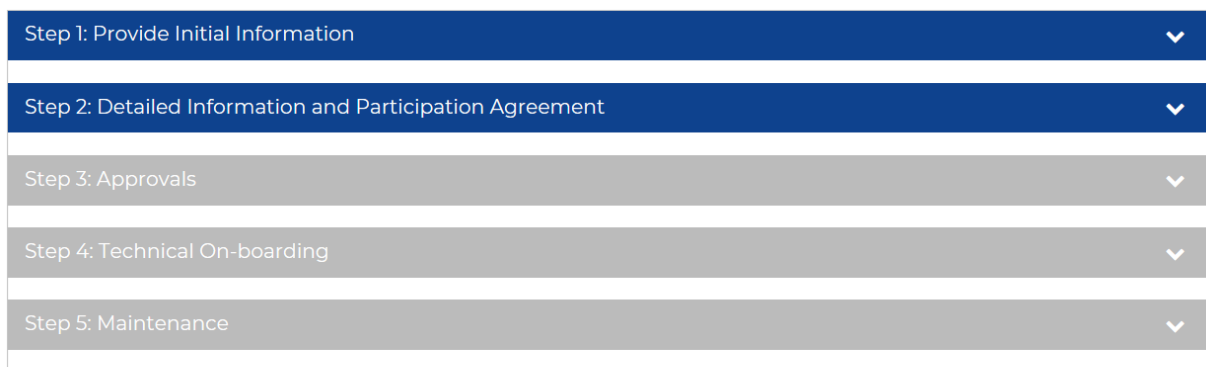 Step 1: Provide Initial Information
Step 2: Detailed Information and Participation Agreement
Step 3: Approvals
Step 4: Technical On-boarding
Step 5: Maintenance